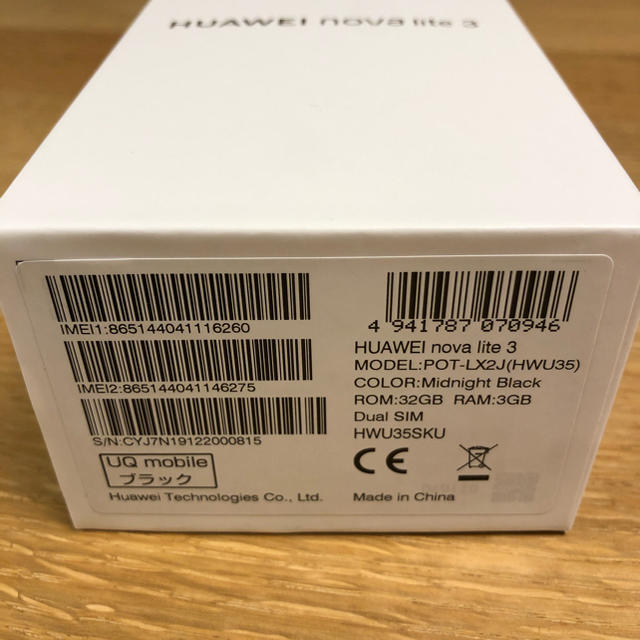 HUAWEI nova lite 3
IMEI1:865144041116260
IMEI2:865144041146275
S/N:CYJ7N19122000815
UQ mobile
ブラック
Huawei Technologies Co., Ltd.
4 941787 070946
HUAWEI nova lite 3
MODEL:POT-LX2J(HWU35)
COLOR:Midnight Black
ROM:32GB RAM:3GB
Dual SIM
HWU35SKU
CE
Made in China